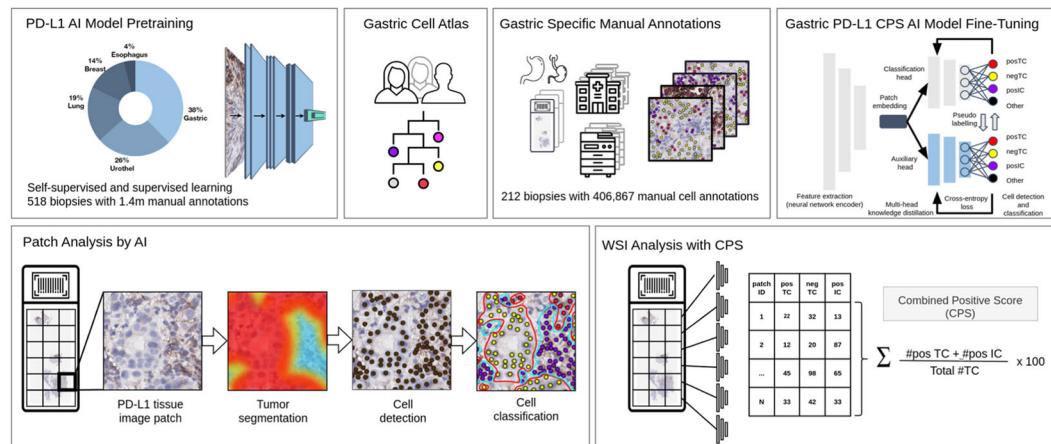 PD-L1 AI Model Pretraining
4%
Esophagus
14%
Breast
19%
Lung
38%
Gastric
26%
Urothel
Self-supervised and supervised learning
518 biopsies with 1.4m manual annotations
Gastric Cell Atlas
Gastric Specific Manual Annotations
212 biopsies with 406,867 manual cell annotations
Gastric PD-L1 CPS AI Model Fine-Tuning
Classification
head
Patch
embedding
Auxiliary
head
posTC
negTC
posIC
Other
Pseudo
labelling
posTC
negTC
posIC
Other
Feature extraction
(neural network encoder)
Multi-head
knowledge distillation
Cross-entropy
loss
Cell detection
and
classification
Patch Analysis by AI
PD-L1 tissue
image patch
Tumor
segmentation
Cell
detection
Cell
classification
WSI Analysis with CPS
patch ID pos TC neg TC pos IC
1 22 32 13
2 12 20 87
... 45 98 65
N 33 42 33
Combined Positive Score
(CPS)
∑ #pos TC + #pos IC x 100
Total #TC